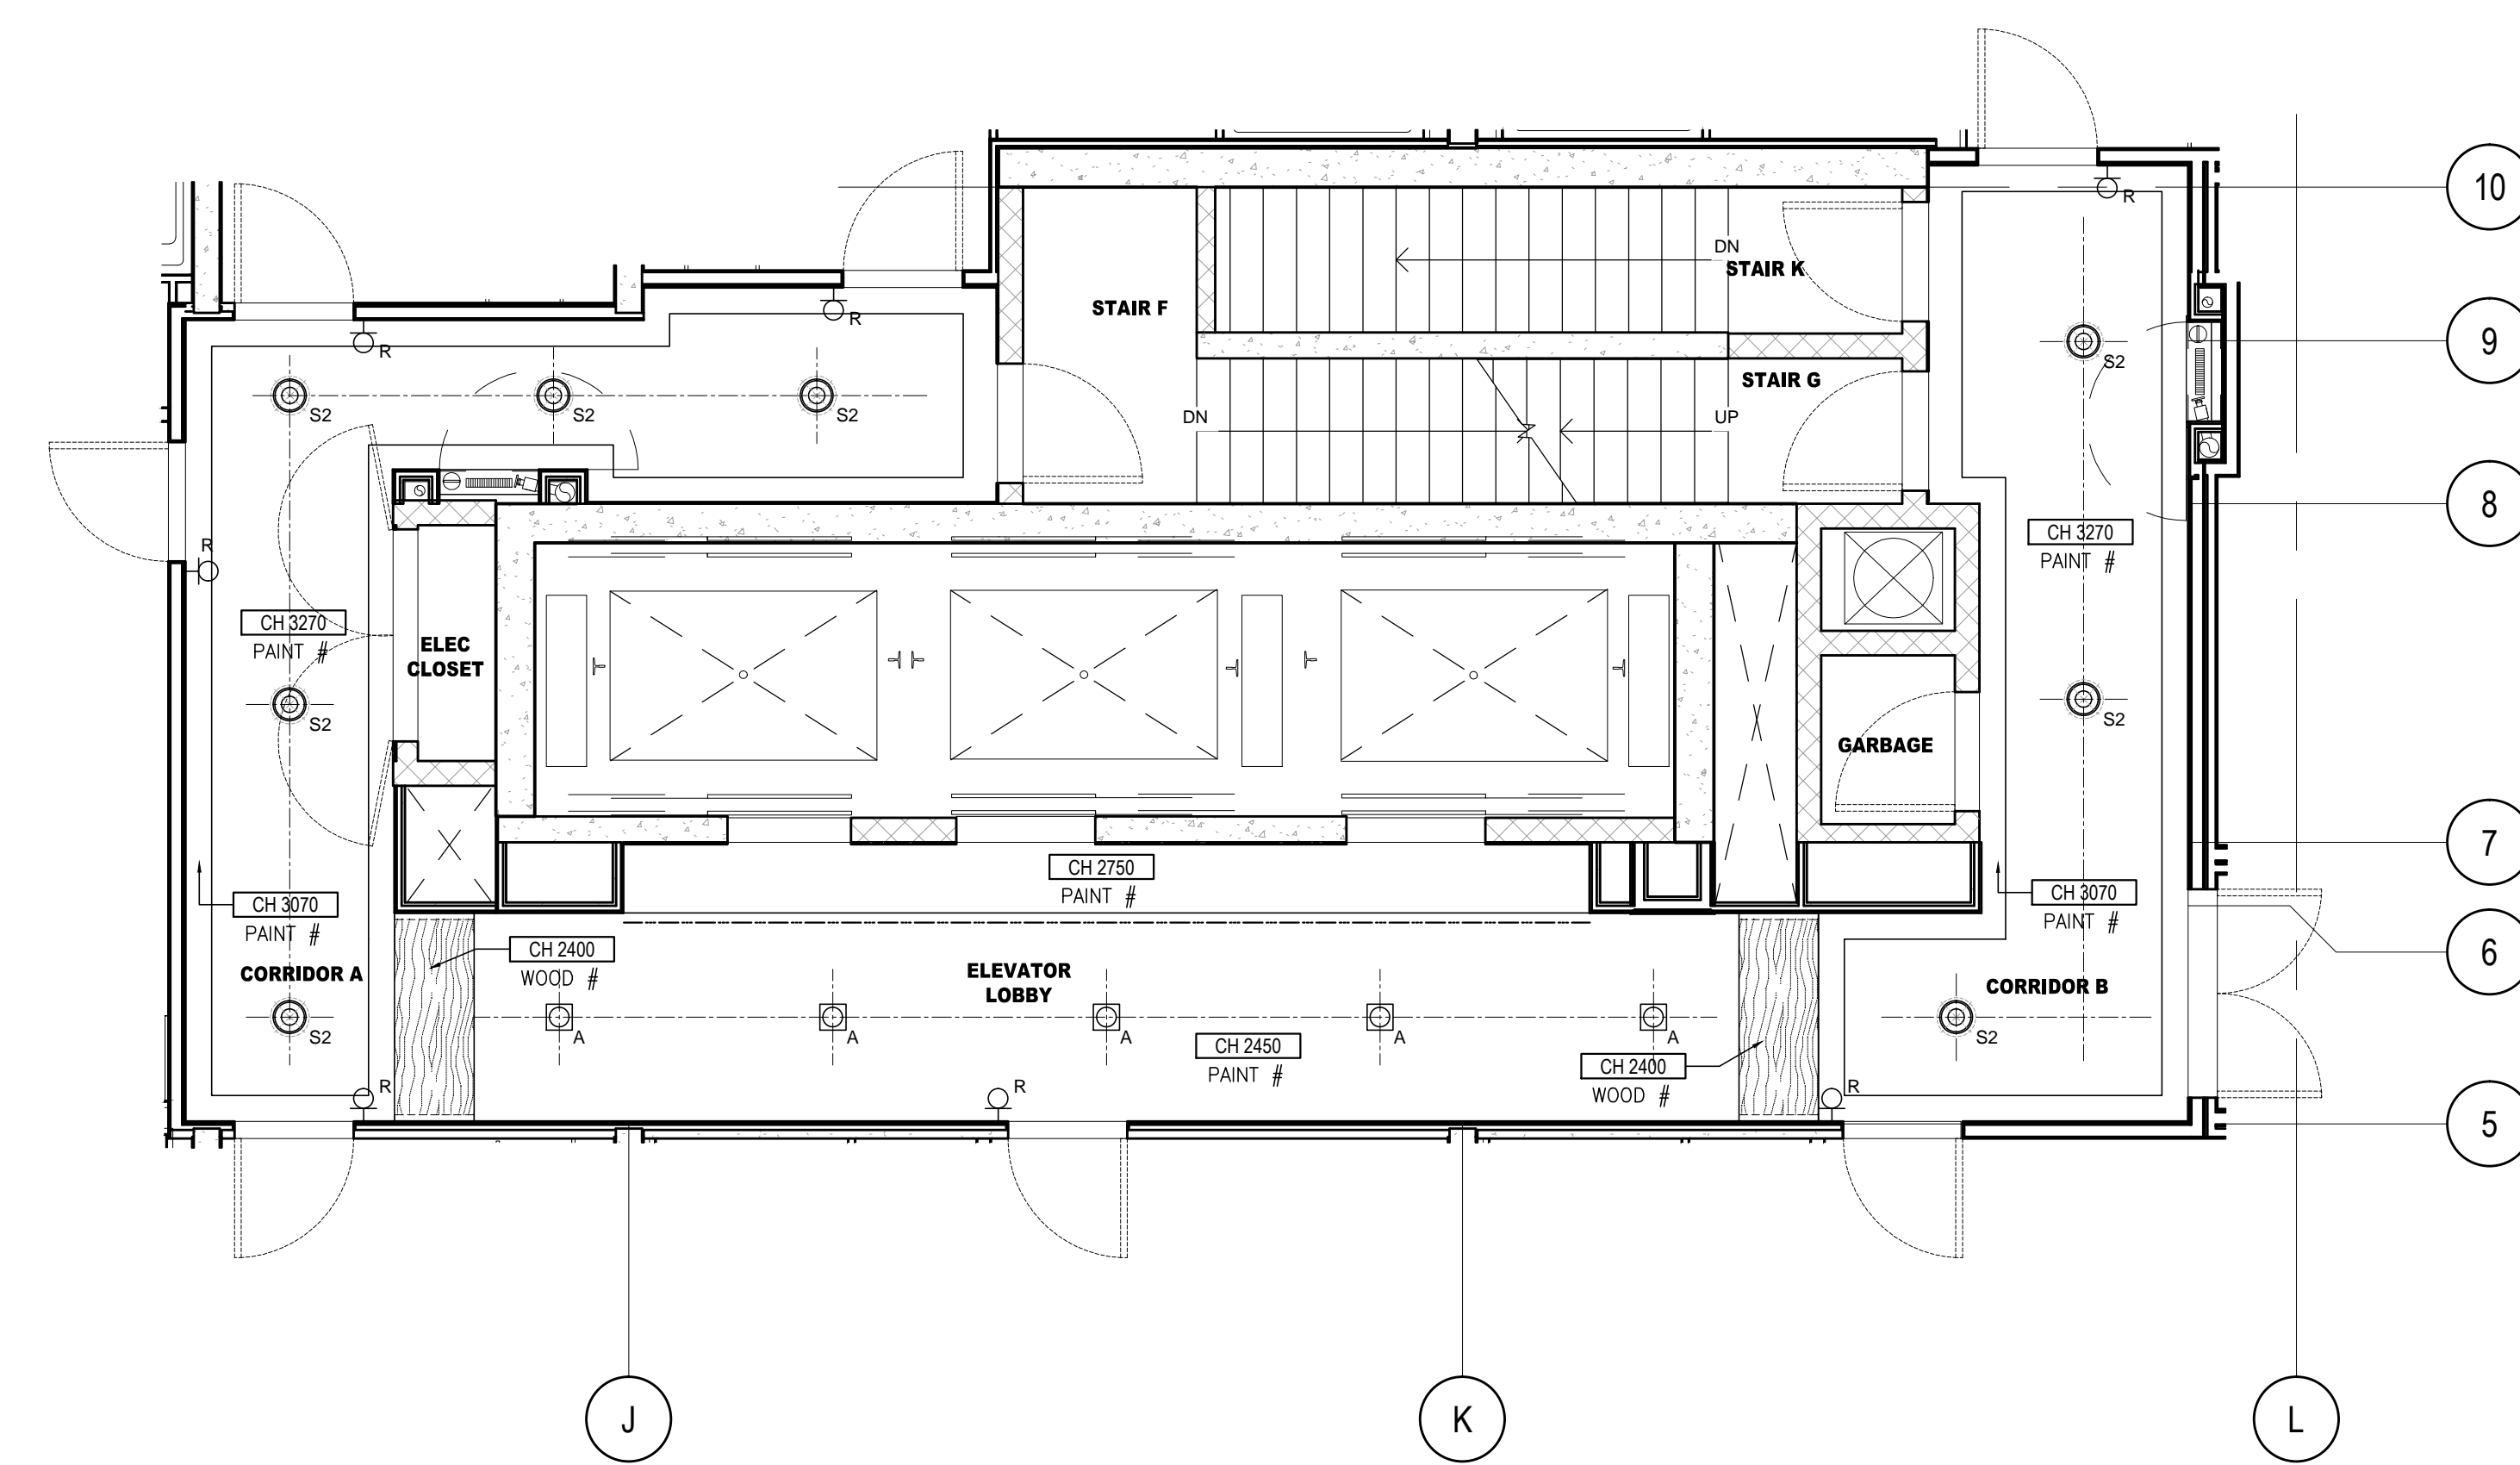 10
R
DN
STAIR K
STAIR F
R
9
R
S2
STAIR G
S2
S2
S2
DN
UP
8
CH 3270
PAINT #
R
CH 3270
PAINT #
ELEC
CLOSET
S2
S2
GARBAGE
7
CH 2750
PAINT #
CH 3070
PAINT #
CH 3070
PAINT #
6
CH 2400
WOOD #
CORRIDOR A
ELEVATOR
LOBBY
CORRIDOR B
S2
A
A
A
A
A
S2
CH 2450
PAINT #
CH 2400
WOOD #
R
R
R
5
J
K
L